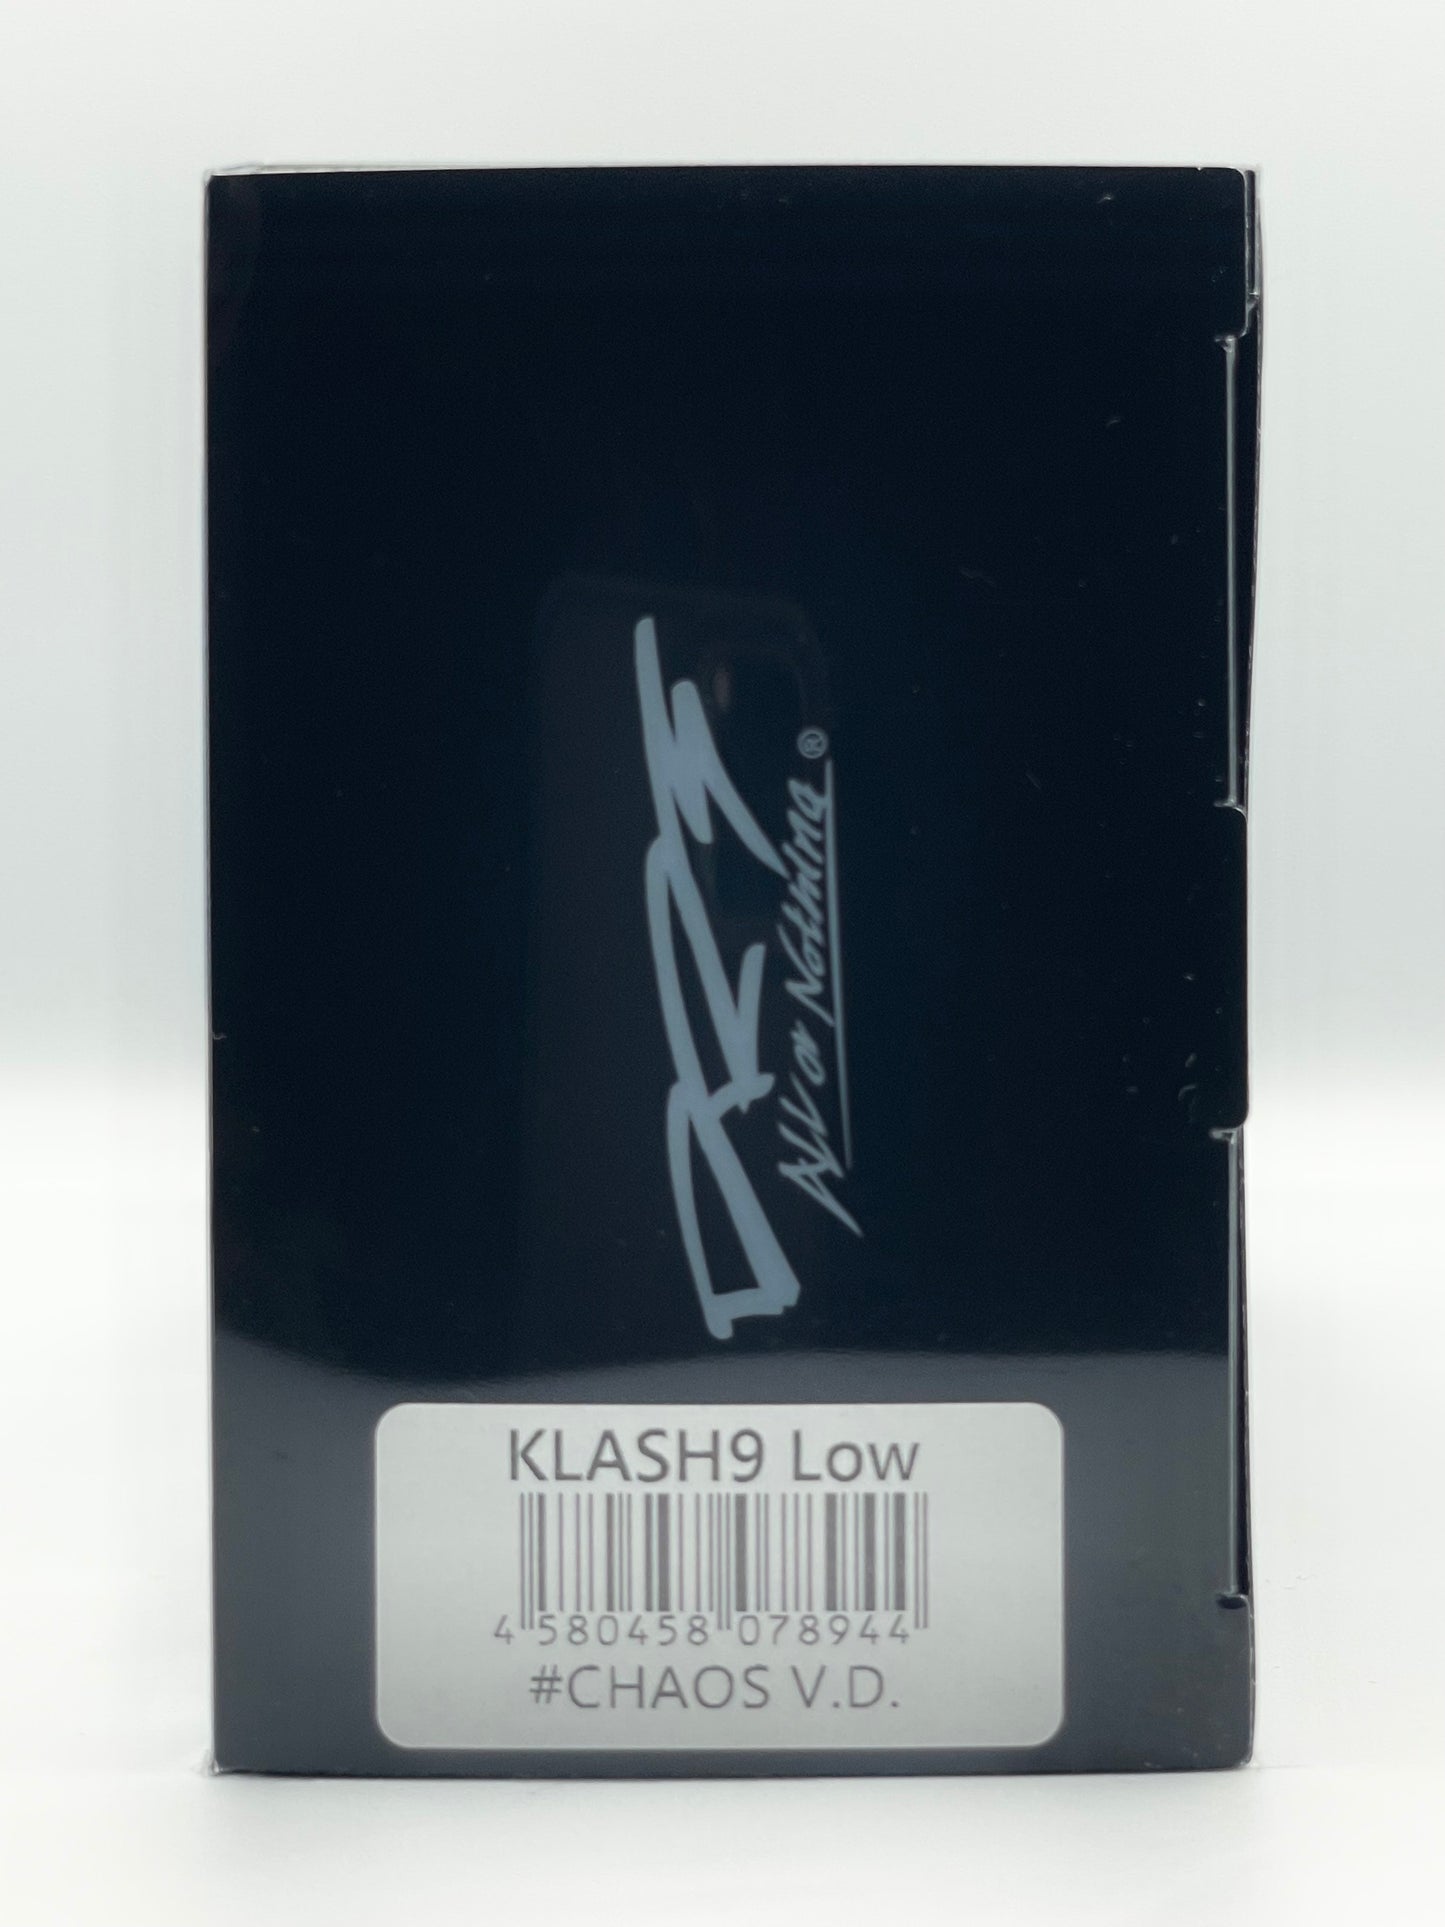 All or Nothing ®
KLASH9 Low
4 580458 078944
#CHAOS V.D.